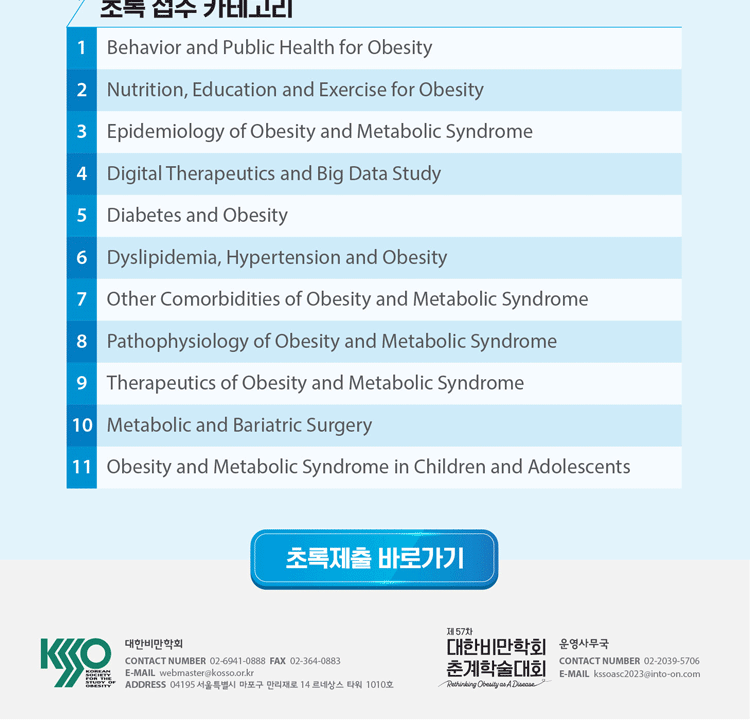 초록 접수 카테고리
1 Behavior and Public Health for Obesity
2 Nutrition, Education and Exercise for Obesity
3 Epidemiology of Obesity and Metabolic Syndrome
4 Digital Therapeutics and Big Data Study
5 Diabetes and Obesity
6 Dyslipidemia, Hypertension and Obesity
7 Other Comorbidities of Obesity and Metabolic Syndrome
8 Pathophysiology of Obesity and Metabolic Syndrome
9 Therapeutics of Obesity and Metabolic Syndrome
10 Metabolic and Bariatric Surgery
11 Obesity and Metabolic Syndrome in Children and Adolescents
초록제출 바로가기
KSSO
KOREAN
SOCIETY
FOR THE
STUDY OF
OBESITY
대한비만학회
CONTACT NUMBER 02-6941-0888 FAX 02-364-0883
E-MAIL webmaster@kosso.or.kr
ADDRESS 04195 서울특별시 마포구 만리재로 14 르네상스 타워 1010호
제 57차
대한비만학회
춘계학술대회
Rethinking Obesity as A Disease
운영사무국
CONTACT NUMBER 02-2039-5706
E-MAIL kssoasc2023@into-on.com